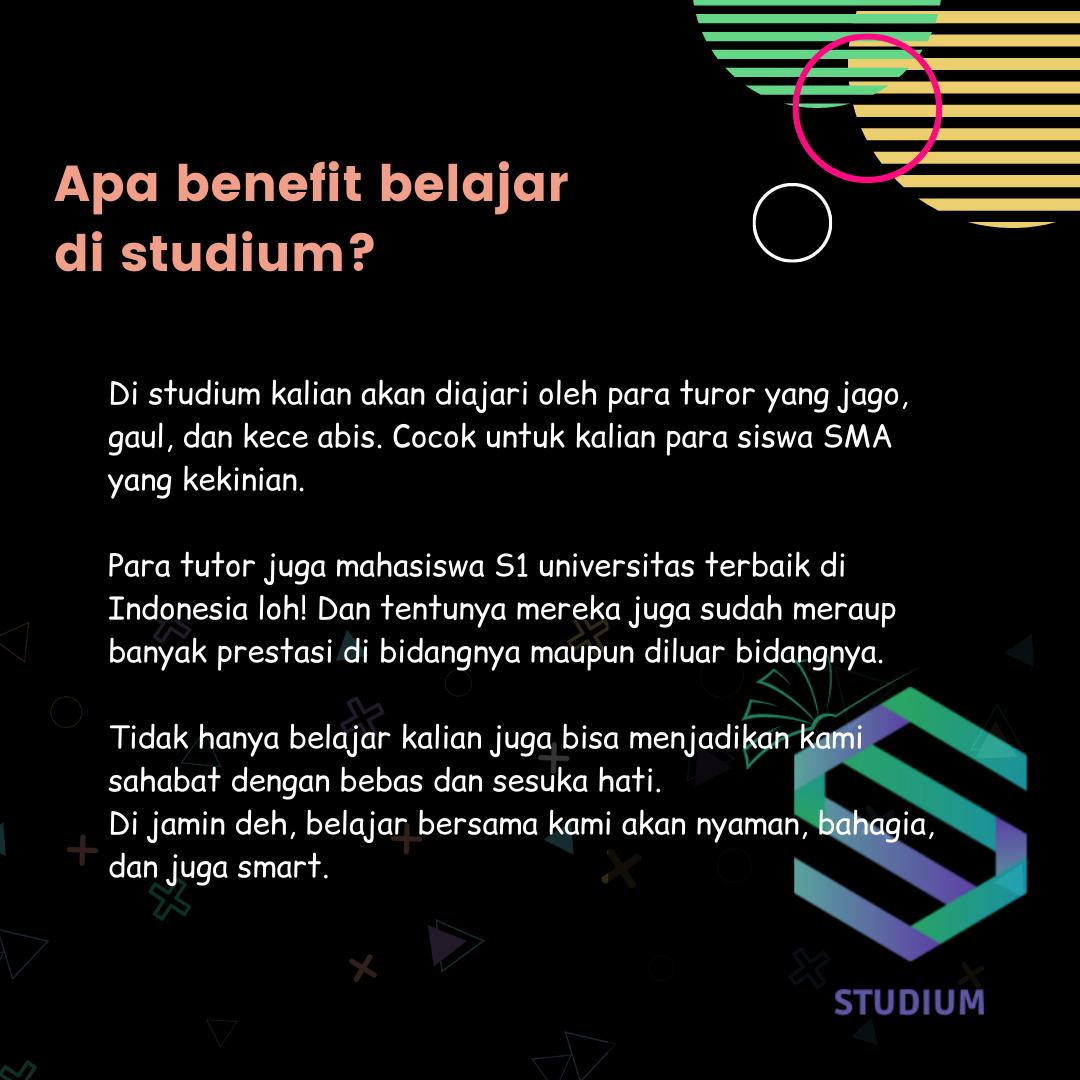 Apa benefit belajar
di studium?
Di studium kalian akan diajari oleh para turor yang jago,
gaul, dan kece abis. Cocok untuk kalian para siswa SMA
yang kekinian.
Para tutor juga mahasiswa S1 universitas terbaik di
Indonesia loh! Dan tentunya mereka juga sudah meraup
banyak prestasi di bidangnya maupun diluar bidangnya.
Tidak hanya belajar kalian juga bisa menjadikan kami
sahabat dengan bebas dan sesuka hati.
Di jamin deh, belajar bersama kami akan nyaman, bahagia,
dan juga smart.
STUDIUM